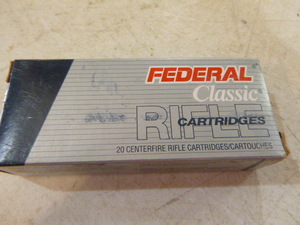 FEDERAL
Classic
RIFLE
CARTRIDGES
20 CENTERFIRE RIFLE CARTRIDGES/CARTOUCHES